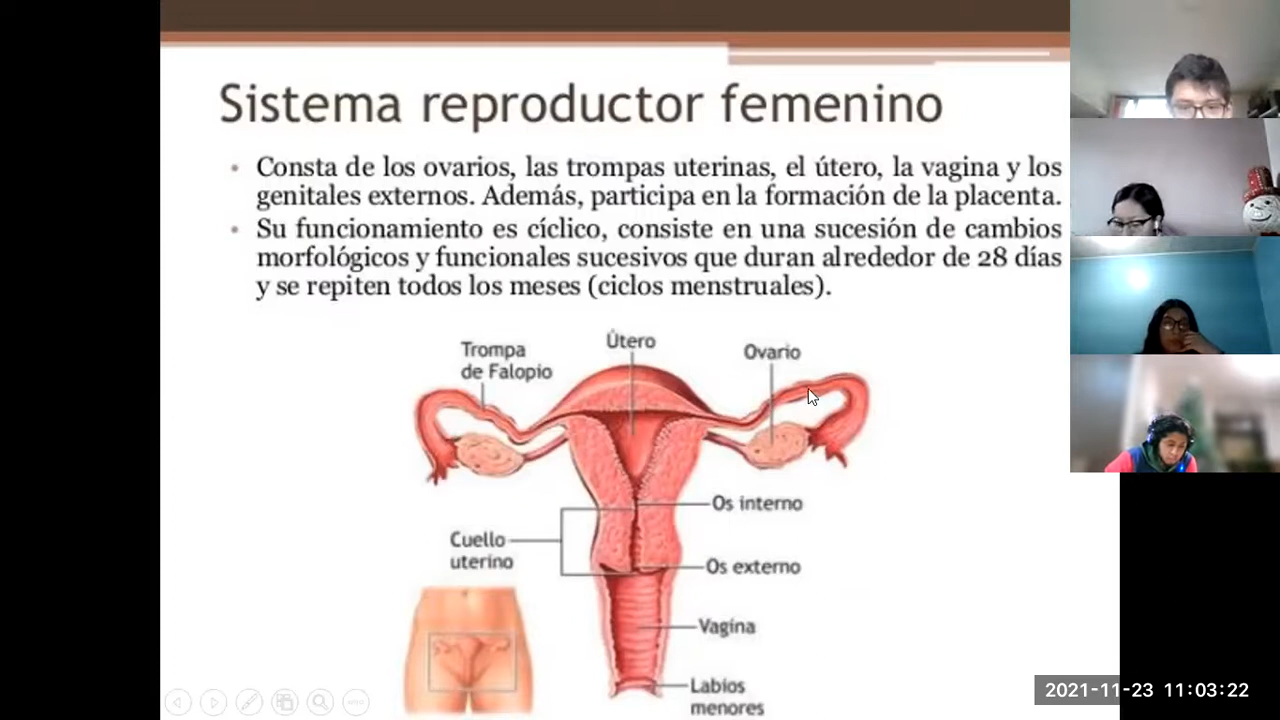 Sistema reproductor femenino
• Consta de los ovarios, las trompas uterinas, el útero, la vagina y los
genitales externos. Además, participa en la formación de la placenta.
• Su funcionamiento es cíclico, consiste en una sucesión de cambios
morfológicos y funcionales sucesivos que duran alrededor de 28 días
y se repiten todos los meses (ciclos menstruales).
Útero
Trompa
de Falopio
Ovario
Os interno
Cuello
uterino
Os externo
Vagina
Labios
menores
2021-11-23 11:03:22